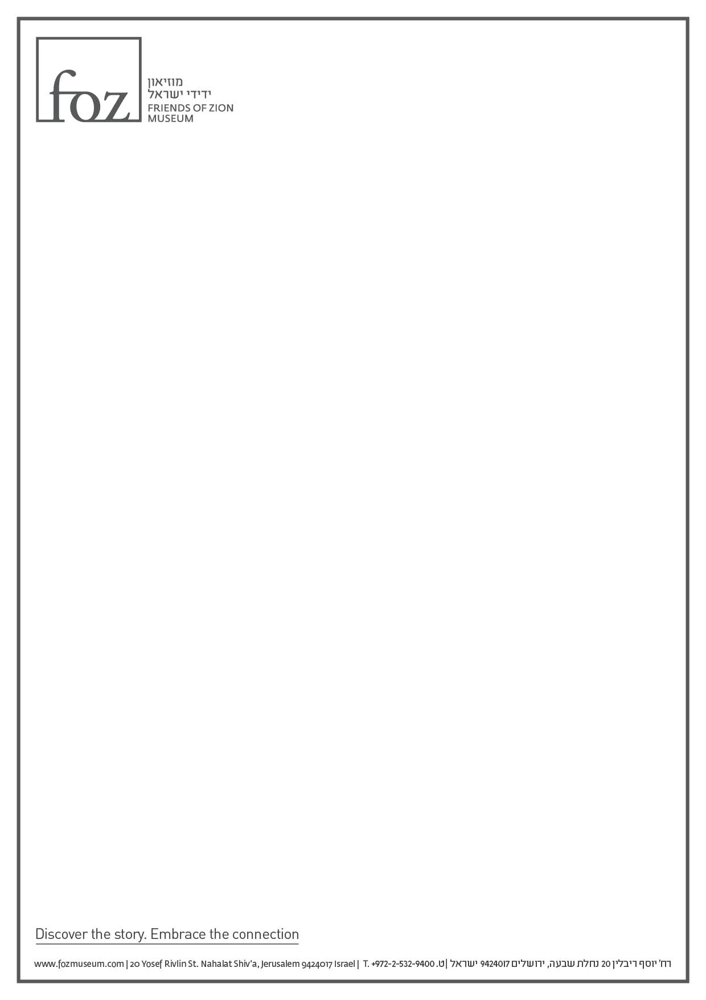 foz
מוזיאון
ידידי ישראל
FRIENDS OF ZION
MUSEUM
Discover the story. Embrace the connection
www.fozmuseum.com | 20 Yosef Rivlin St. Nahalat Shiv'a, Jerusalem 9424017 Israel | T. +972-2-532-9400 .ט | רח' יוסף ריבלין 20 נחלת שבעה, ירושלים 9424017 ישראל